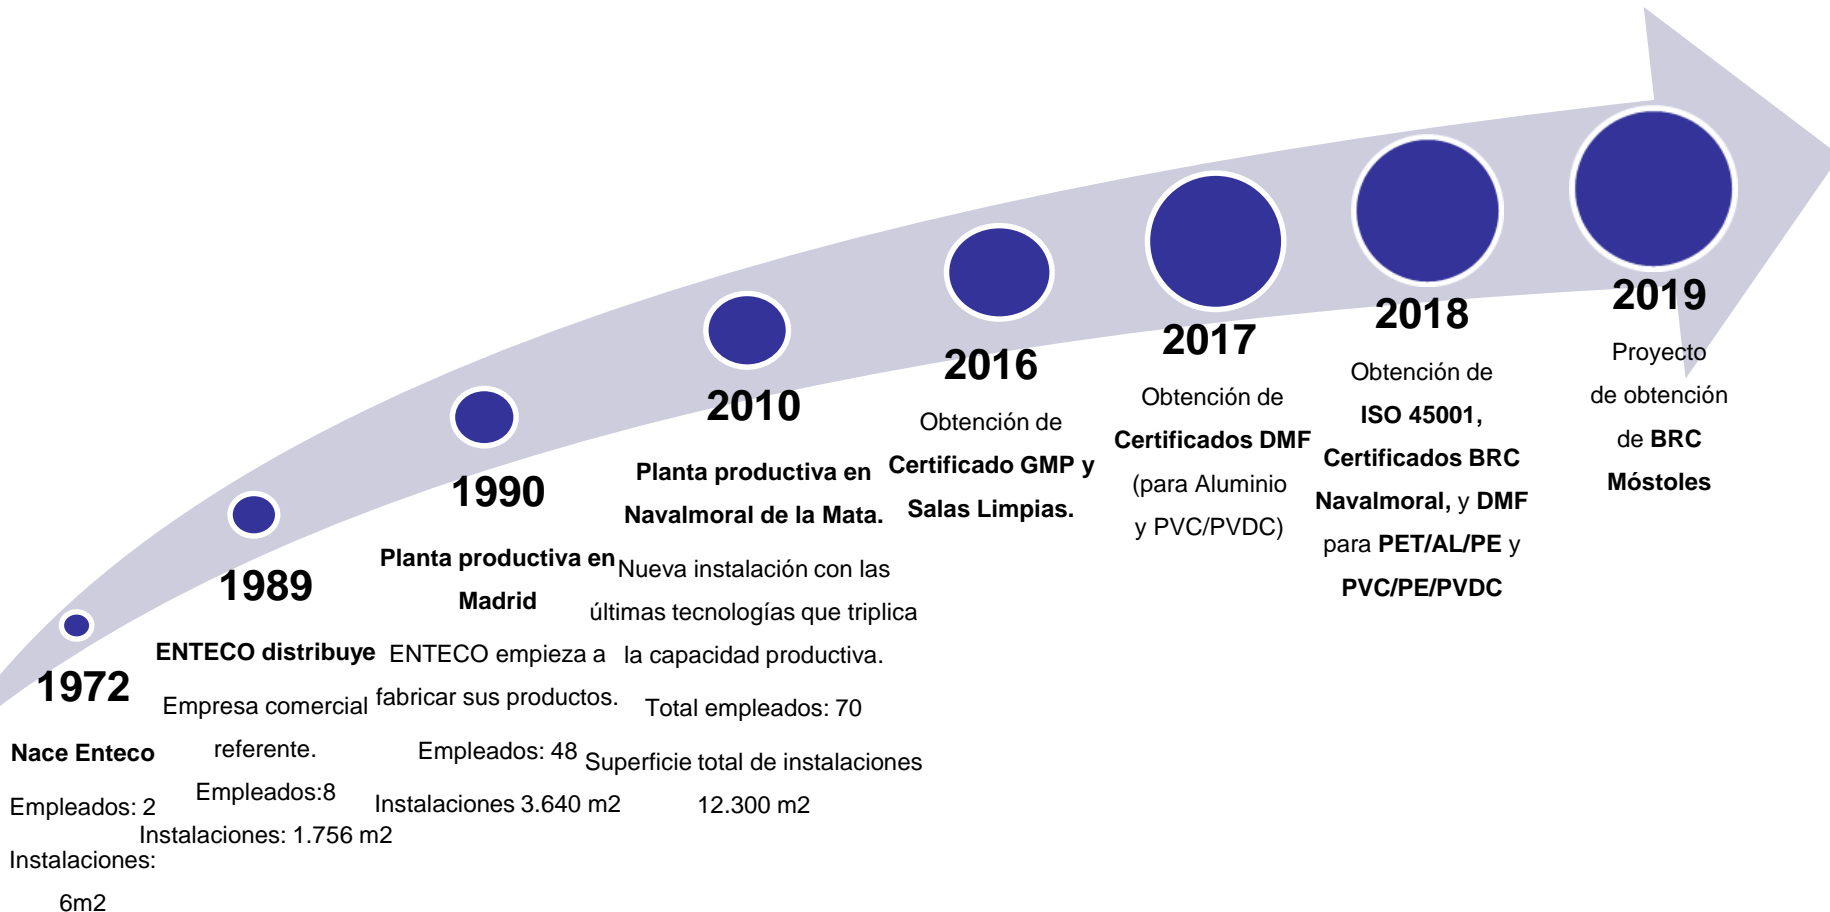 1972
Nace Enteco
Empleados: 2
Instalaciones:
6m2
1989
ENTECO distribuye
Empresa comercial
referente.
Empleados:8
Instalaciones: 1.756 m2
1990
Planta productiva en
Madrid
ENTECO empieza a
fabricar sus productos.
Empleados: 48
Instalaciones 3.640 m2
2010
Planta productiva en
Navalmoral de la Mata.
Nueva instalación con las
últimas tecnologías que triplica
la capacidad productiva.
Total empleados: 70
Superficie total de instalaciones
12.300 m2
2016
Obtención de
Certificado GMP y
Salas Limpias.
2017
Obtención de
Certificados DMF
(para Aluminio
y PVC/PVDC)
2018
Obtención de
ISO 45001,
Certificados BRC
Navalmoral, y DMF
para PET/AL/PE y
PVC/PE/PVDC
2019
Proyecto
de obtención
de BRC
Móstoles